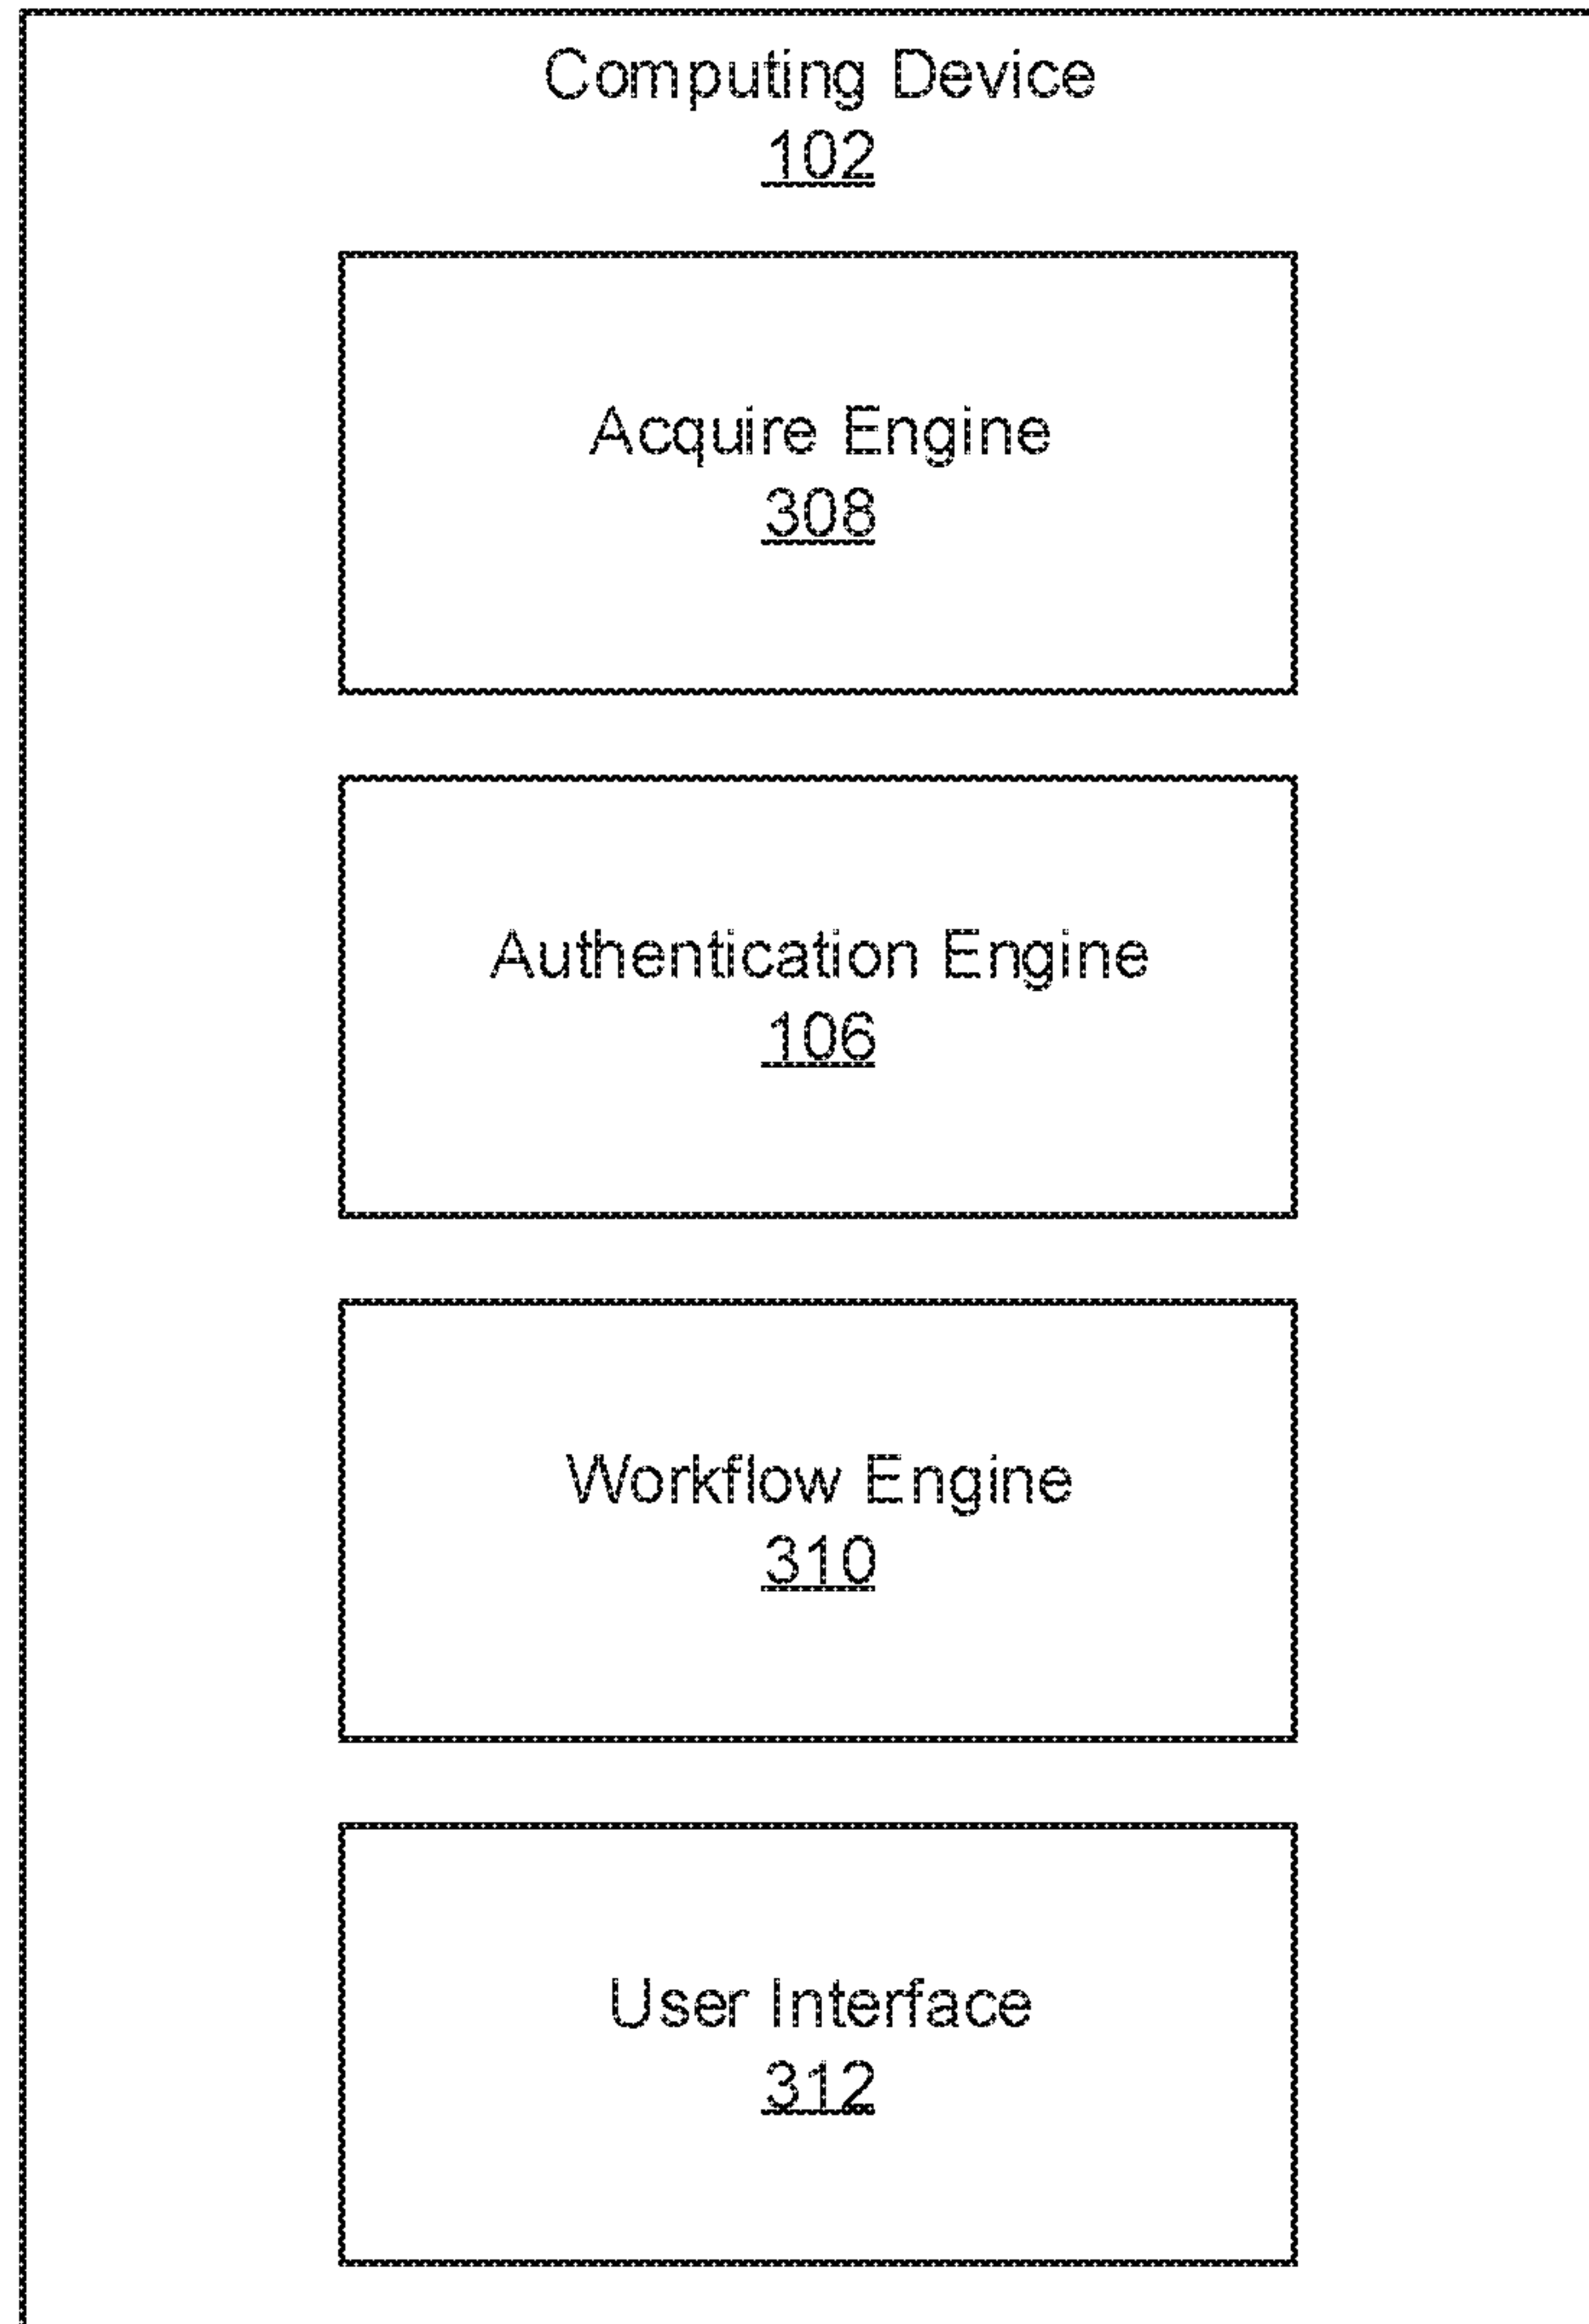 Computing Device
102
Acquire Engine
308
Authentication Engine
106
Workflow Engine
310
User Interface
312